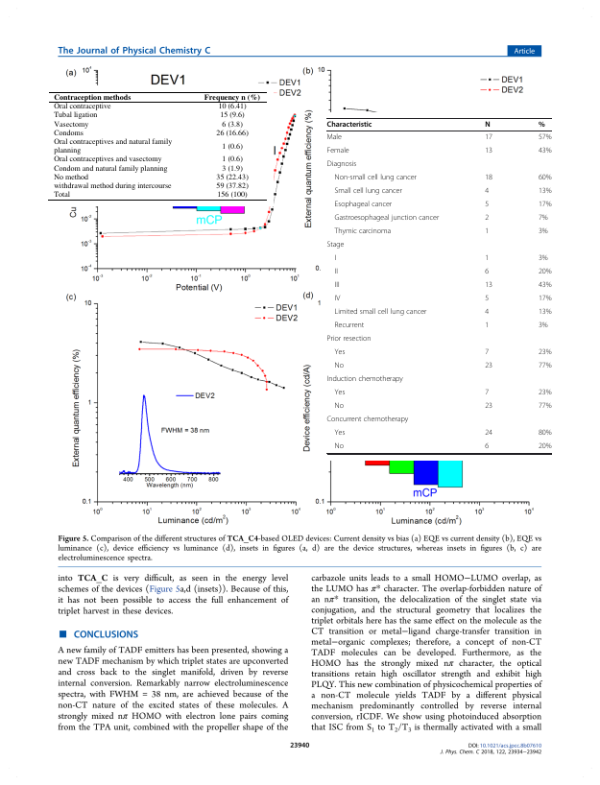 The Journal of Physical Chemistry C
Article
(a)
10⁴
DEV1
DEV1
DEV2
Contraception methods Frequency n (%)
Oral contraceptive 10 (6.41)
Tubal ligation 15 (9.6)
Vasectomy 6 (3.8)
Condoms 26 (16.66)
Oral contraceptives and natural family
planning 1 (0.6)
Oral contraceptives and vasectomy 1 (0.6)
Condom and natural family planning 3 (1.9)
No method 35 (22.43)
withdrawal method during intercourse 59 (37.82)
Total 156 (100)
Cu
mCP
10⁻²
10⁻³
10⁻⁴
10⁻³ 10⁻² 10⁻¹ 10⁰ 10¹
Potential (V)
(b)
10
DEV1
DEV2
External quantum efficiency (%)
0.
Characteristic N %
Male 17 57%
Female 13 43%
Diagnosis
Non-small cell lung cancer 18 60%
Small cell lung cancer 4 13%
Esophageal cancer 5 17%
Gastroesophageal junction cancer 2 7%
Thymic carcinoma 1 3%
Stage
I 1 3%
II 6 20%
III 13 43%
IV 5 17%
Limited small cell lung cancer 4 13%
Recurrent 1 3%
Prior resection
Yes 7 23%
No 23 77%
Induction chemotherapy
Yes 7 23%
No 23 77%
Concurrent chemotherapy
Yes 24 80%
No 6 20%
(c)
10
DEV1
DEV2
External quantum efficiency (%)
1
DEV2
FWHM = 38 nm
400 500 600 700 800
Wavelength (nm)
0.1
10⁰ 10¹ 10² 10³ 10⁴
Luminance (cd/m²)
(d)
1
Device efficiency (cd/A)
mCP
0.1
10⁰ 10¹ 10² 10³ 10⁴
Luminance (cd/m²)
Figure 5. Comparison of the different structures of TCA_C4-based OLED devices: Current density vs bias (a) EQE vs current density (b), EQE vs
luminance (c), device efficiency vs luminance (d), insets in figures (a, d) are the device structures, whereas insets in figures (b, c) are
electroluminescence spectra.
into TCA_C is very difficult, as seen in the energy level
schemes of the devices (Figure 5a,d (insets)). Because of this,
it has not been possible to access the full enhancement of
triplet harvest in these devices.
■ CONCLUSIONS
A new family of TADF emitters has been presented, showing a
new TADF mechanism by which triplet states are upconverted
and cross back to the singlet manifold, driven by reverse
internal conversion. Remarkably narrow electroluminescence
spectra, with FWHM = 38 nm, are achieved because of the
non-CT nature of the excited states of these molecules. A
strongly mixed nπ HOMO with electron lone pairs coming
from the TPA unit, combined with the propeller shape of the
carbazole units leads to a small HOMO−LUMO overlap, as
the LUMO has π* character. The overlap-forbidden nature of
an nπ* transition, the delocalization of the singlet state via
conjugation, and the structural geometry that localizes the
triplet orbitals here has the same effect on the molecule as the
CT transition or metal−ligand charge-transfer transition in
metal−organic complexes; therefore, a concept of non-CT
TADF molecules can be developed. Furthermore, as the
HOMO has the strongly mixed nπ character, the optical
transitions retain high oscillator strength and exhibit high
PLQY. This new combination of physicochemical properties of
a non-CT molecule yields TADF by a different physical
mechanism predominantly controlled by reverse internal
conversion, rICDF. We show using photoinduced absorption
that ISC from S₁ to T₂/T₃ is thermally activated with a small
23940
DOI: 10.1021/acs.jpcc.8b07610
J. Phys. Chem. C 2018, 122, 23934−23942